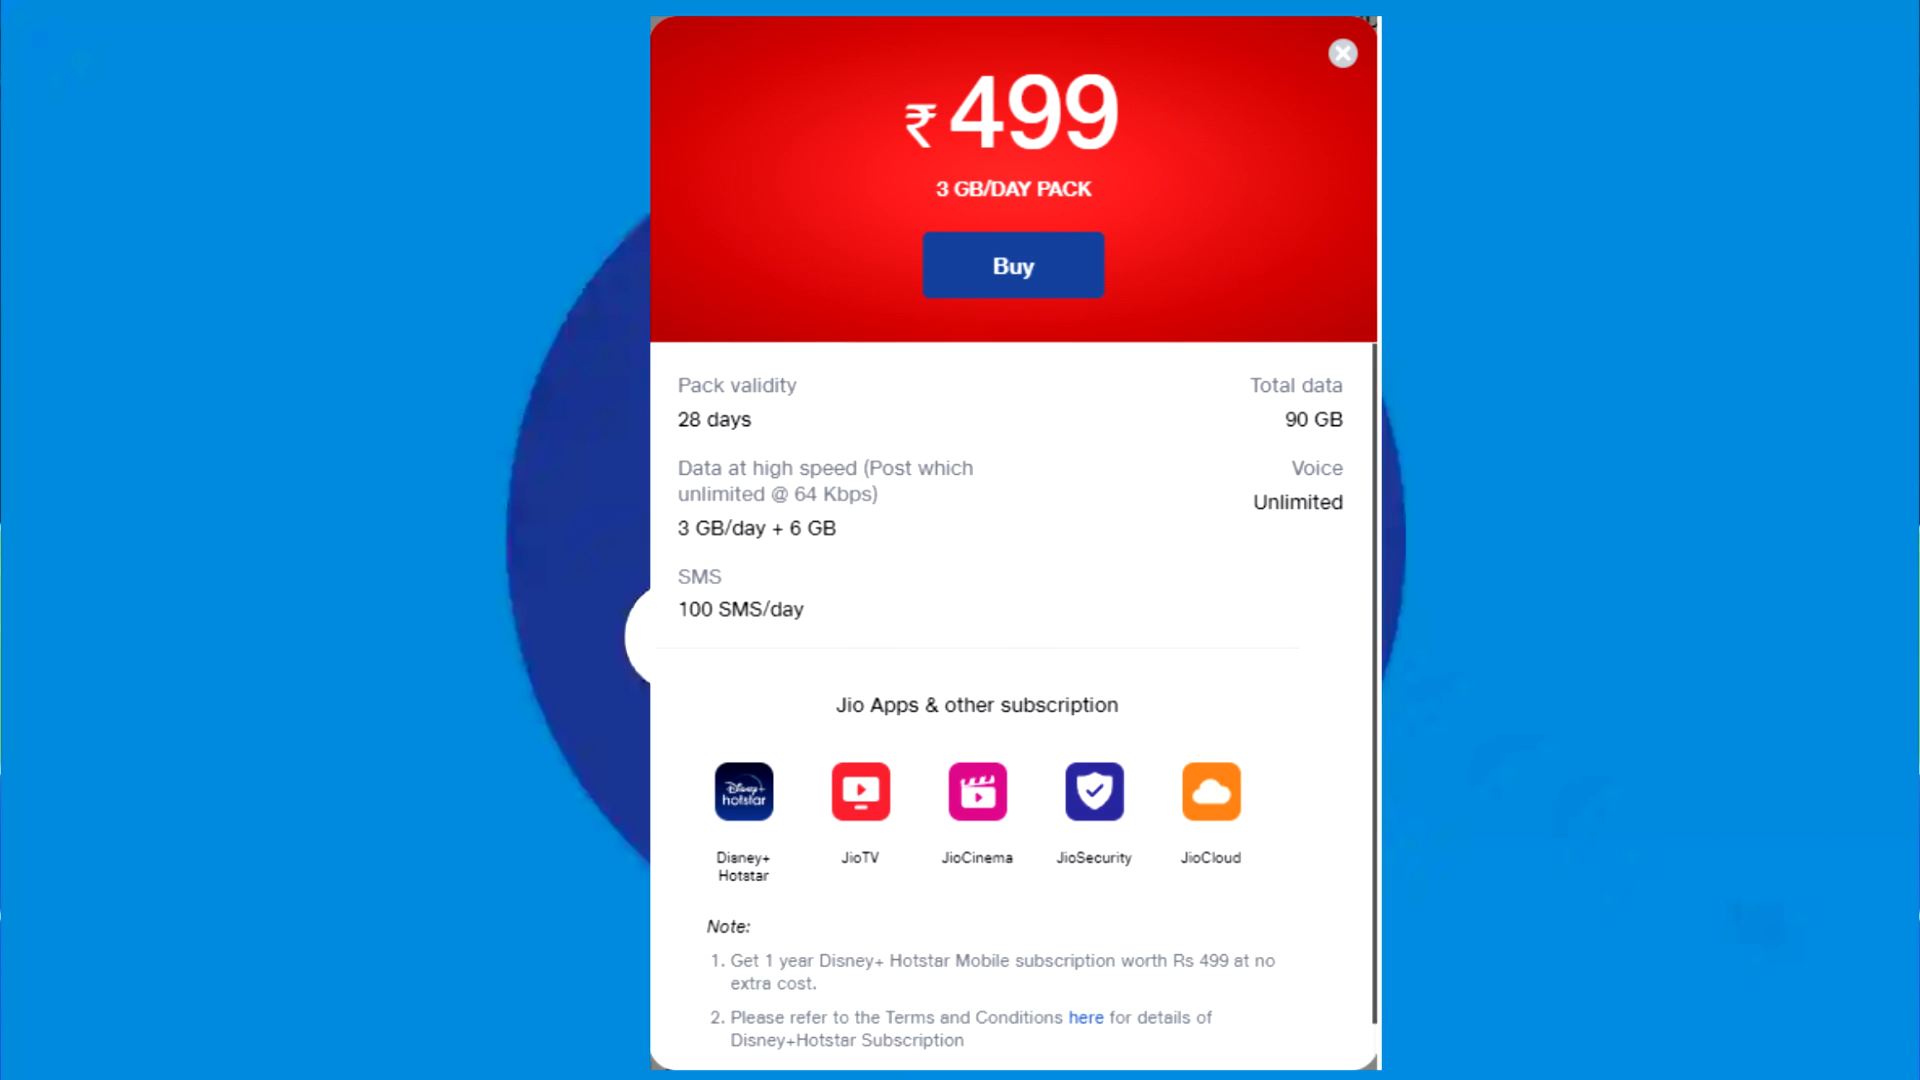 ₹ 499
3 GB/DAY PACK
Buy
Pack validity
28 days
Total data
90 GB
Data at high speed (Post which
unlimited @ 64 Kbps)
3 GB/day + 6 GB
Voice
Unlimited
SMS
100 SMS/day
Jio Apps & other subscription
Disney+
hotstar
Disney+
Hotstar
JioTV
JioCinema
JioSecurity
JioCloud
Note:
1. Get 1 year Disney+ Hotstar Mobile subscription worth Rs 499 at no
extra cost.
2. Please refer to the Terms and Conditions here for details of
Disney+Hotstar Subscription